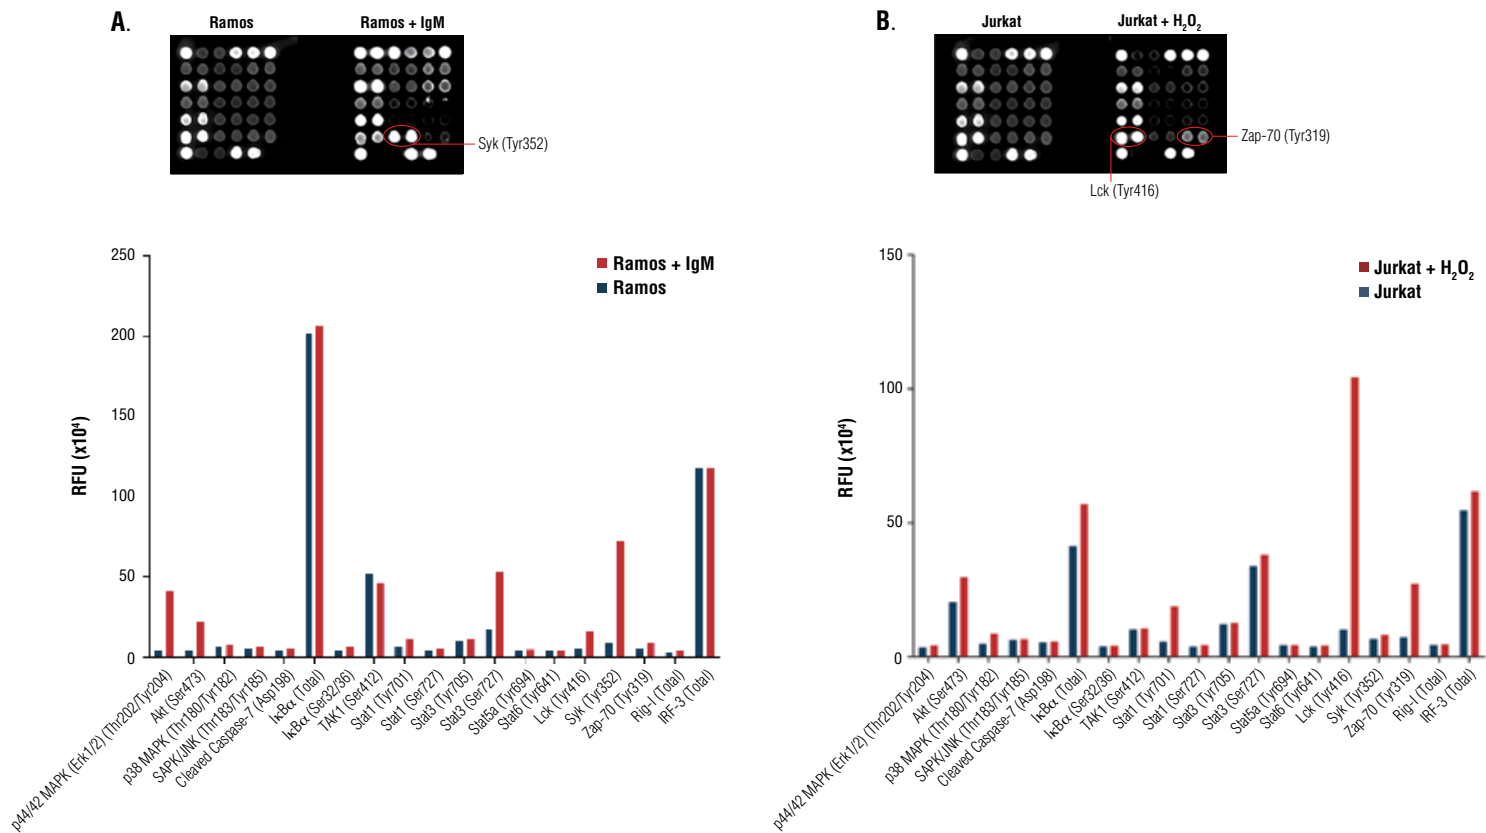 A.
Ramos
Ramos + IgM
Syk (Tyr352)
250
200
150
100
50
0
RFU (x10⁴)
Ramos + IgM
Ramos
p44/42 MAPK (Erk1/2) (Thr202/Tyr204)
Akt (Ser473)
p38 MAPK (Thr180/Tyr182)
SAPK/JNK (Thr183/Tyr185)
Cleaved Caspase-7 (Asp198)
IκBα (Total)
IκBα (Ser32/36)
TAK1 (Ser412)
Stat1 (Tyr701)
Stat1 (Ser727)
Stat3 (Tyr705)
Stat3 (Ser727)
Stat5a (Tyr694)
Stat6 (Tyr641)
Lck (Tyr416)
Syk (Tyr352)
Zap-70 (Tyr319)
Rig-I (Total)
IRF-3 (Total)
B.
Jurkat
Jurkat + H₂O₂
Zap-70 (Tyr319)
Lck (Tyr416)
150
100
50
0
RFU (x10⁴)
Jurkat + H₂O₂
Jurkat
p44/42 MAPK (Erk1/2) (Thr202/Tyr204)
Akt (Ser473)
p38 MAPK (Thr180/Tyr182)
SAPK/JNK (Thr183/Tyr185)
Cleaved Caspase-7 (Asp198)
IκBα (Total)
IκBα (Ser32/36)
TAK1 (Ser412)
Stat1 (Tyr701)
Stat1 (Ser727)
Stat3 (Tyr705)
Stat3 (Ser727)
Stat5a (Tyr694)
Stat6 (Tyr641)
Lck (Tyr416)
Syk (Tyr352)
Zap-70 (Tyr319)
Rig-I (Total)
IRF-3 (Total)